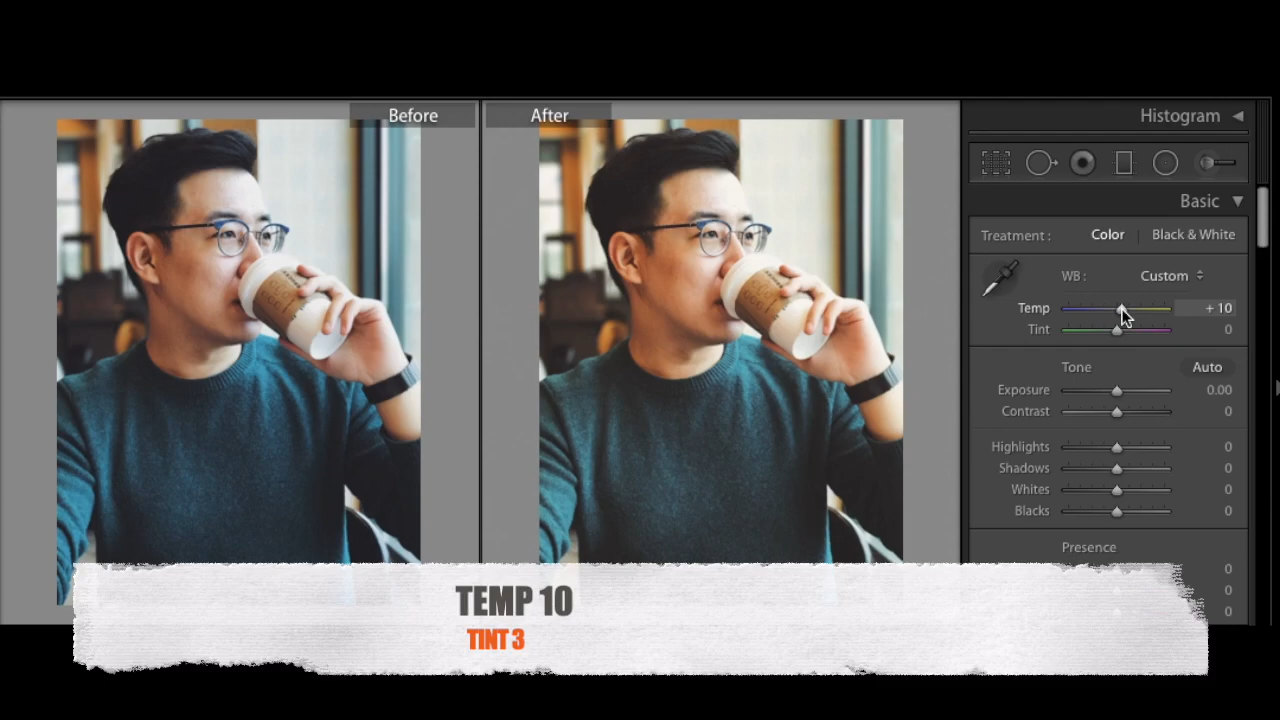 Before
After
Histogram
Basic
Treatment :
Color
Black & White
WB :
Custom
Temp
+ 10
Tint
0
Tone
Auto
Exposure
0.00
Contrast
0
Highlights
0
Shadows
0
Whites
0
Blacks
0
Presence
0
0
0
TEMP 10
TINT 3